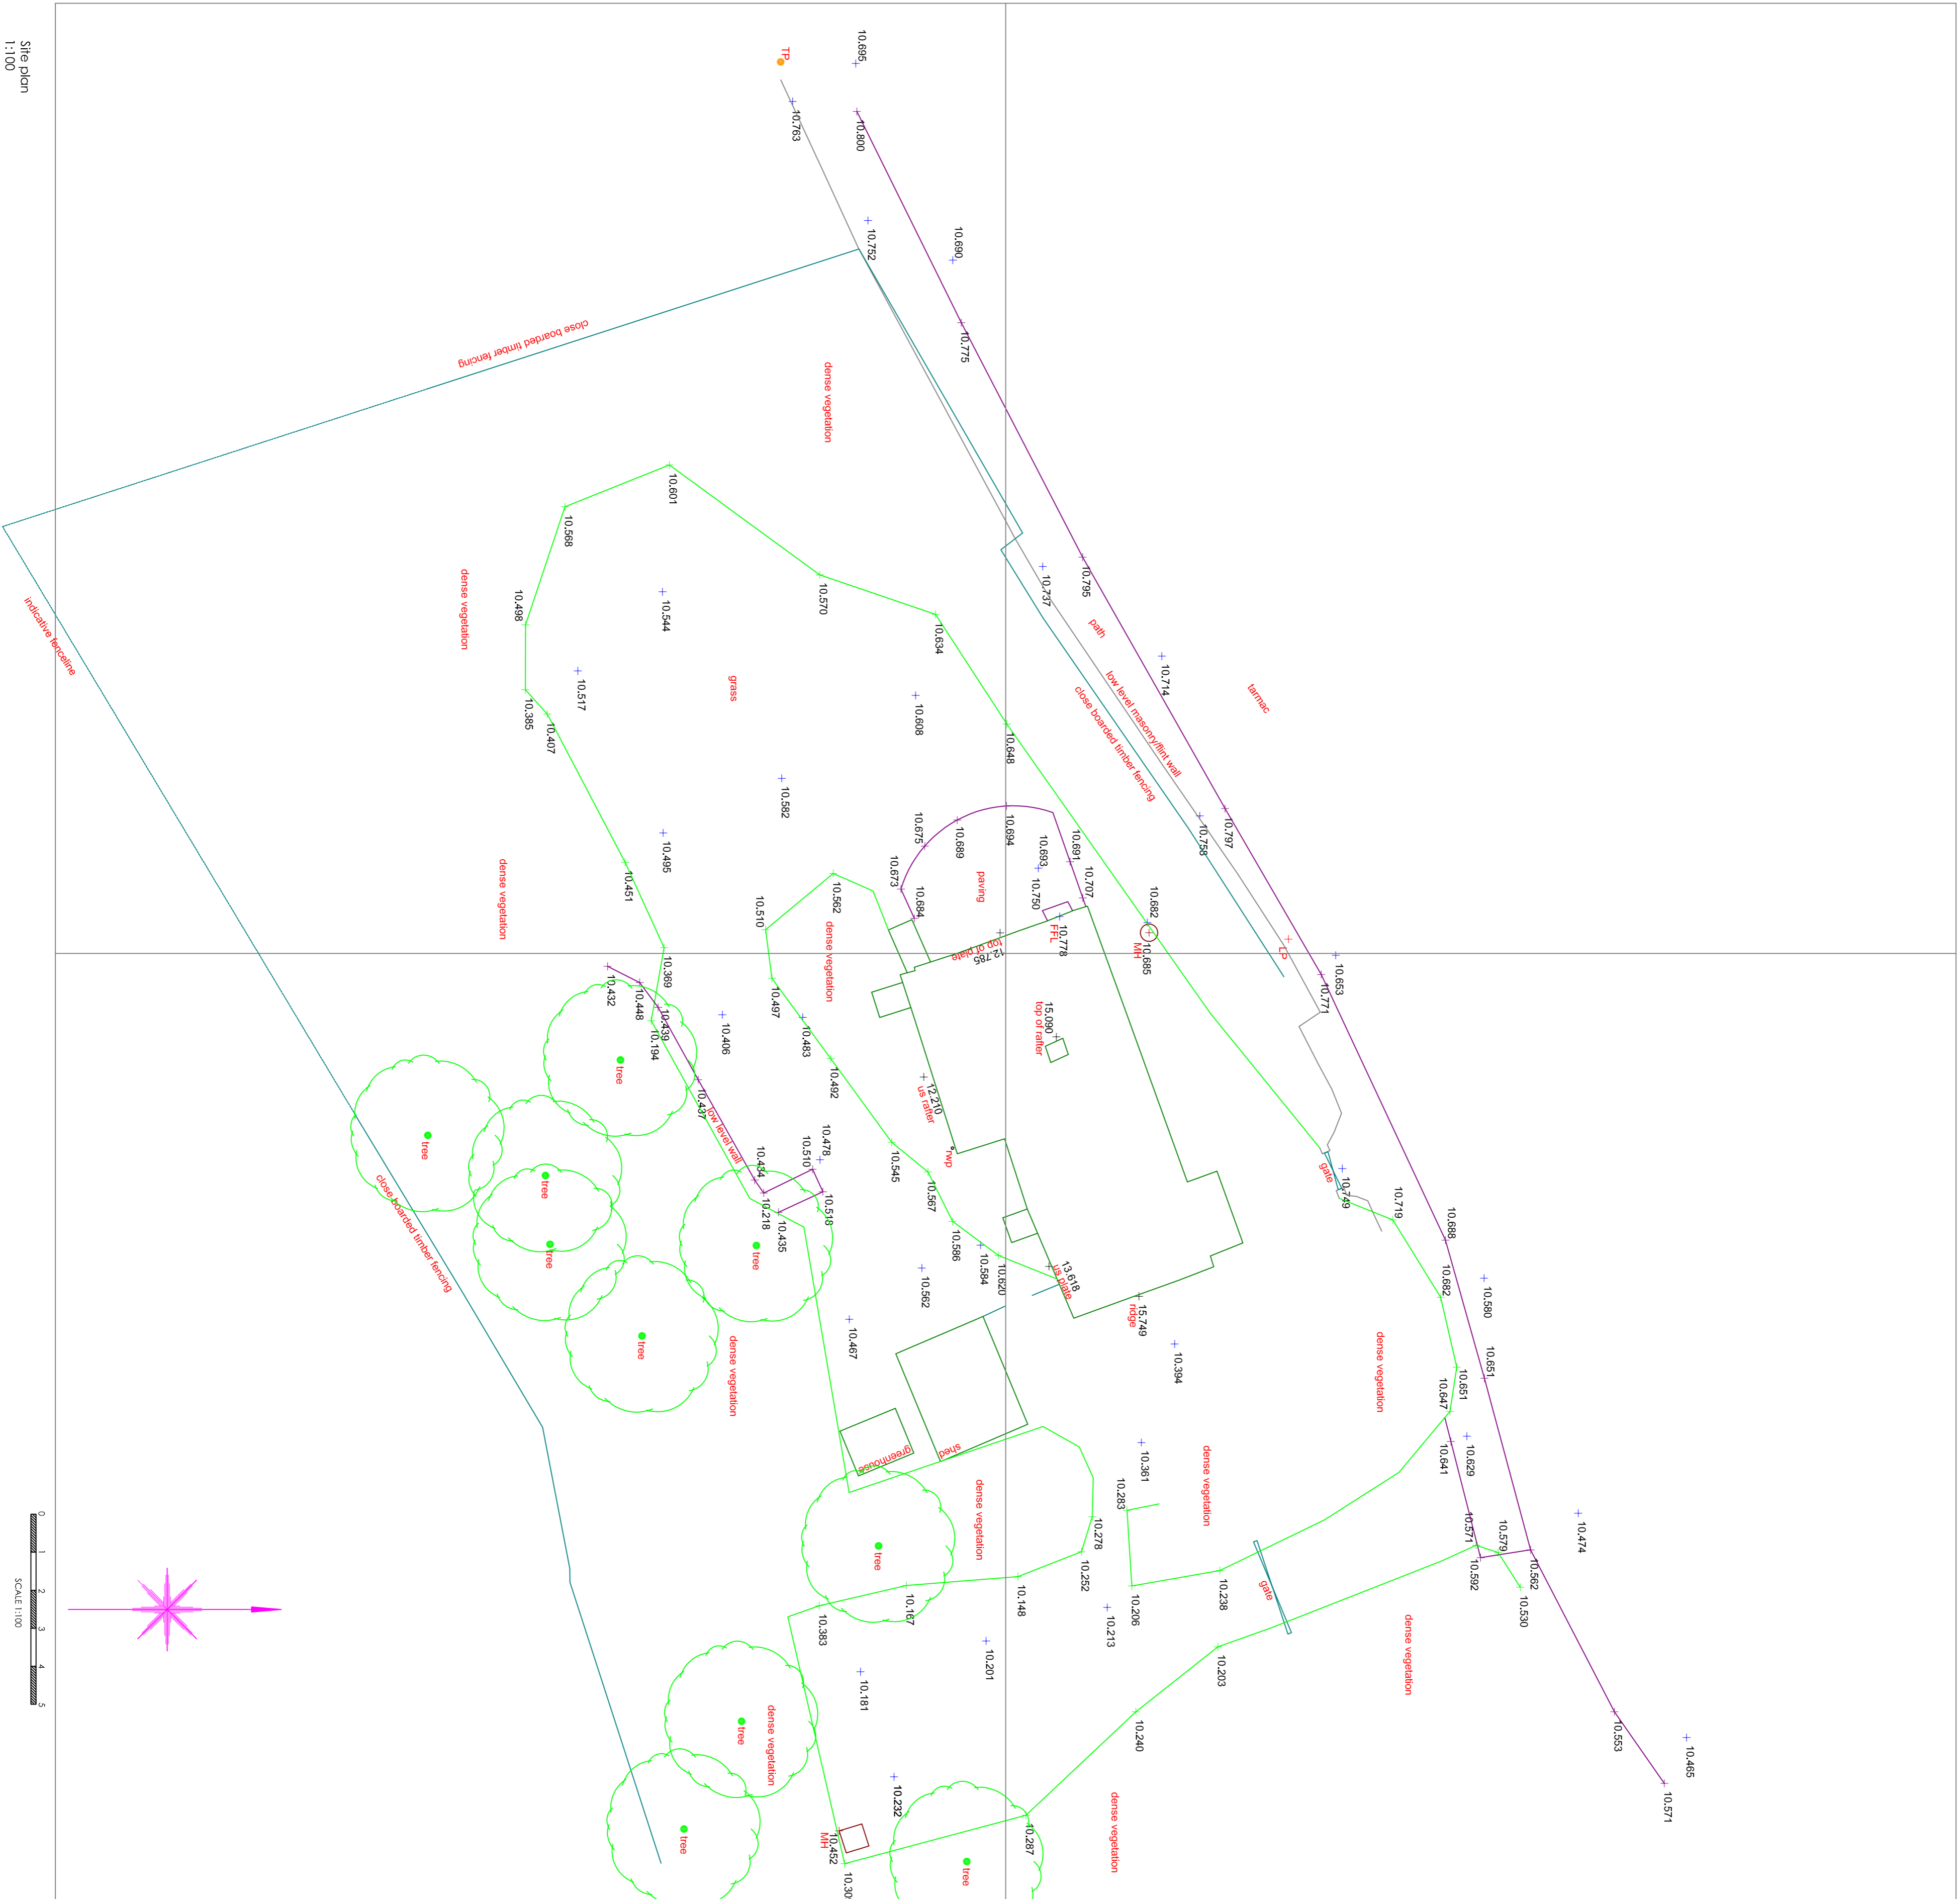 Site plan
1:100
TP
10.695
10.763
10.800
10.752
10.690
10.775
close boarded timber fencing
dense vegetation
10.601
10.568
10.570
10.634
10.544
10.498
dense vegetation
10.517
10.385
10.407
grass
10.608
10.648
10.737
10.795
path
low level masonry/flint wall
close boarded timber fencing
tarmac
10.714
indicative fenceline
10.582
10.495
10.451
dense vegetation
10.562
10.510
dense vegetation
10.675
10.689
10.694
10.673
10.684
paving
10.693
10.750
10.691
10.707
10.778
FFL
10.682
10.685
MH
10.758
10.797
LP
10.653
10.771
top of plate
12.785
15.090
top of rafter
10.369
10.432
10.448
10.439
10.194
10.406
10.497
10.483
10.492
12.210
us rafter
tree
10.437
low level wall
10.434
10.510
10.478
10.518
10.218
10.435
10.545
10.567
rwp
10.586
10.584
10.620
10.562
13.618
us plate
15.749
ridge
10.394
10.467
gate
10.749
10.719
10.688
10.682
10.580
10.651
10.651
10.647
10.641
10.629
dense vegetation
tree
tree
tree
tree
tree
close boarded timber fencing
dense vegetation
greenhouse
shed
tree
dense vegetation
10.361
10.283
dense vegetation
10.278
10.252
10.148
10.167
10.383
10.206
10.238
10.213
gate
10.571
10.592
10.579
10.562
10.530
10.474
dense vegetation
10.203
10.240
10.201
10.181
10.232
10.287
dense vegetation
10.553
10.465
10.571
tree
dense vegetation
tree
MH
10.452
10.30
tree
0 1 2 3 4 5
SCALE 1:100